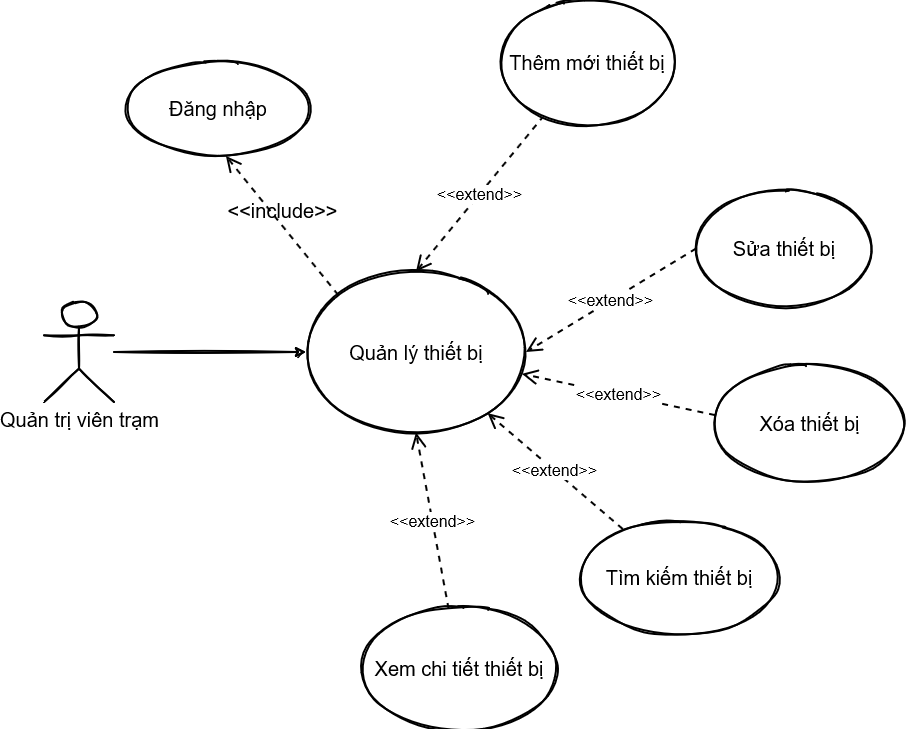 Thêm mới thiết bị
Đăng nhập
<<extend>>
<<include>>
Sửa thiết bị
<<extend>>
Quản lý thiết bị
<<extend>>
Quản trị viên trạm
Xóa thiết bị
<<extend>>
<<extend>>
Tìm kiếm thiết bị
Xem chi tiết thiết bị